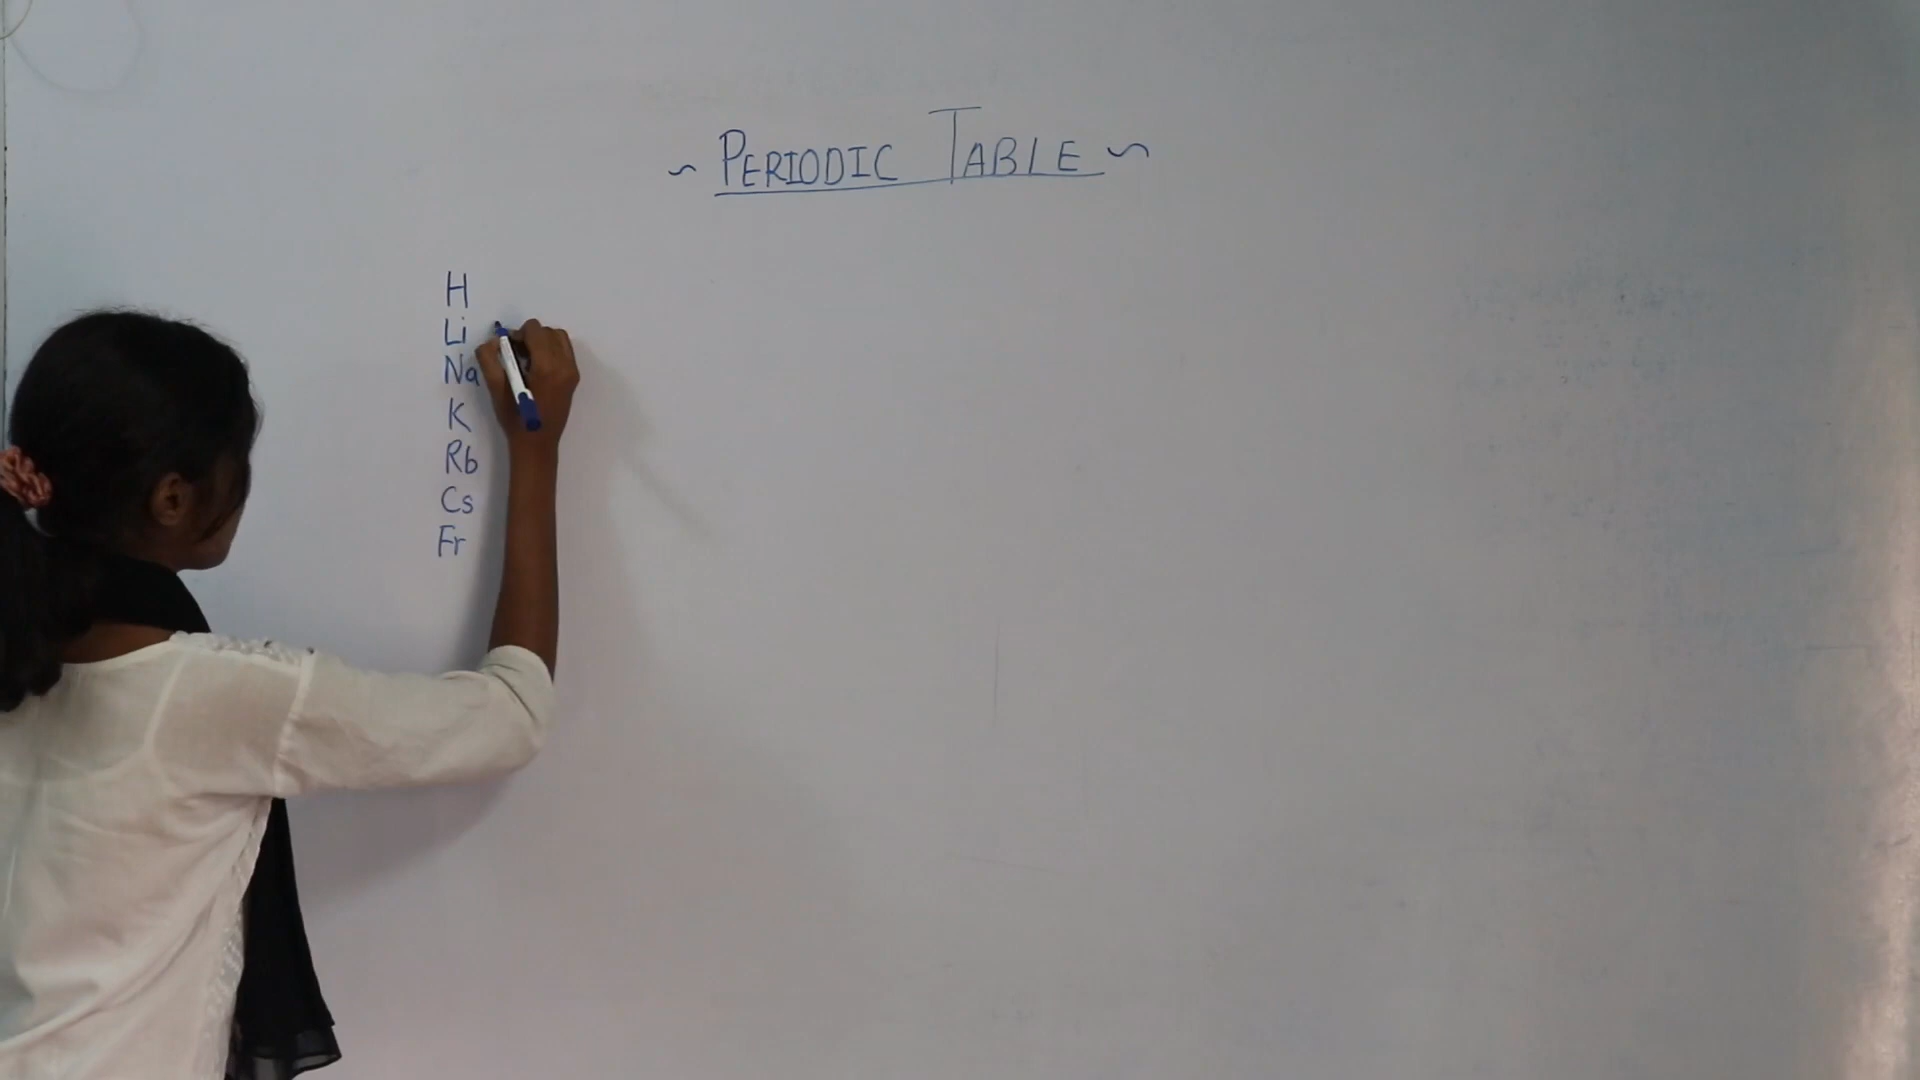 ~ PERIODIC TABLE ~
H
Li
Na
K
Rb
Cs
Fr